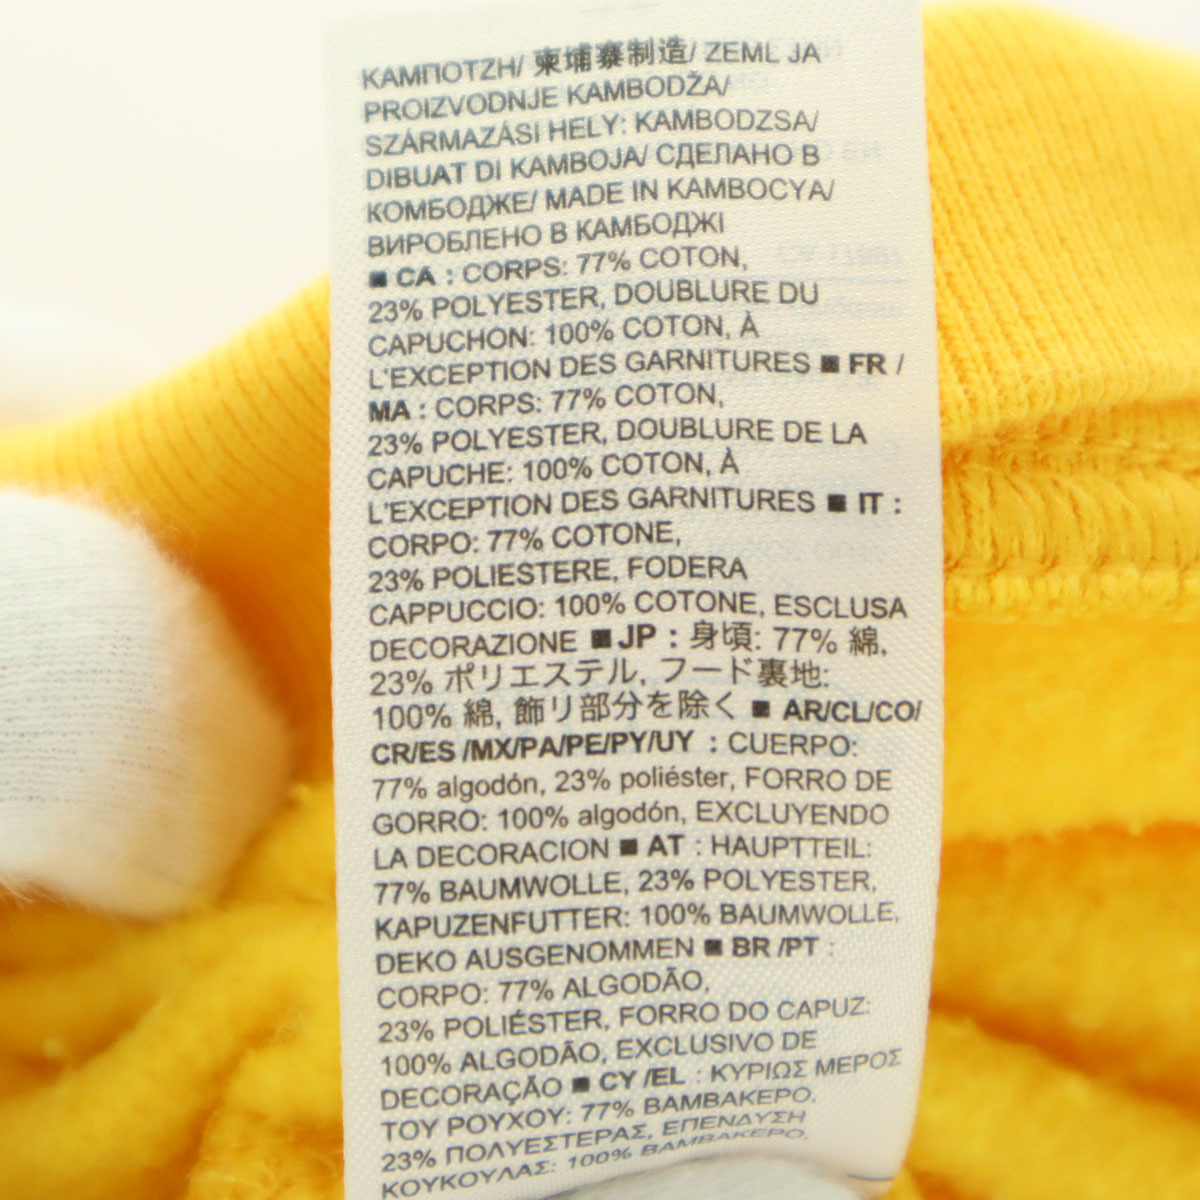 ΚΑΜΠΟΤΖΗ/ 柬埔寨制造/ ZEMLJA
PROIZVODNJE KAMBODŽA/
SZÁRMAZÁSI HELY: KAMBODZSA/
DIBUAT DI KAMBOJA/ СДЕЛАНО В
КОМБОДЖЕ/ MADE IN KAMBOCYA/
ВИРОБЛЕНО В КАМБОДЖІ
■ CA : CORPS: 77% COTON,
23% POLYESTER, DOUBLURE DU
CAPUCHON: 100% COTON, À
L'EXCEPTION DES GARNITURES ■ FR /
MA : CORPS: 77% COTON,
23% POLYESTER, DOUBLURE DE LA
CAPUCHE: 100% COTON, À
L'EXCEPTION DES GARNITURES ■ IT :
CORPO: 77% COTONE,
23% POLIESTERE, FODERA
CAPPUCCIO: 100% COTONE, ESCLUSA
DECORAZIONE ■ JP : 身頃: 77% 綿,
23% ポリエステル, フード裏地:
100% 綿, 飾リ部分を除く ■ AR/CL/CO/
CR/ES /MX/PA/PE/PY/UY : CUERPO:
77% algodón, 23% poliéster, FORRO DE
GORRO: 100% algodón, EXCLUYENDO
LA DECORACION ■ AT : HAUPTTEIL:
77% BAUMWOLLE, 23% POLYESTER,
KAPUZENFUTTER: 100% BAUMWOLLE,
DEKO AUSGENOMMEN ■ BR /PT :
CORPO: 77% ALGODÃO,
23% POLIÉSTER, FORRO DO CAPUZ:
100% ALGODÃO, EXCLUSIVO DE
DECORAÇÃO ■ CY /EL : ΚΥΡΙΩΣ ΜΕΡΟΣ
ΤΟΥ ΡΟΥΧΟΥ: 77% ΒΑΜΒΑΚΕΡΟ,
23% ΠΟΛΥΕΣΤΕΡΑΣ, ΕΠΕΝΔΥΣΗ
ΚΟΥΚΟΥΛΑΣ: 100% ΒΑΜΒΑΚΕΡΟ,